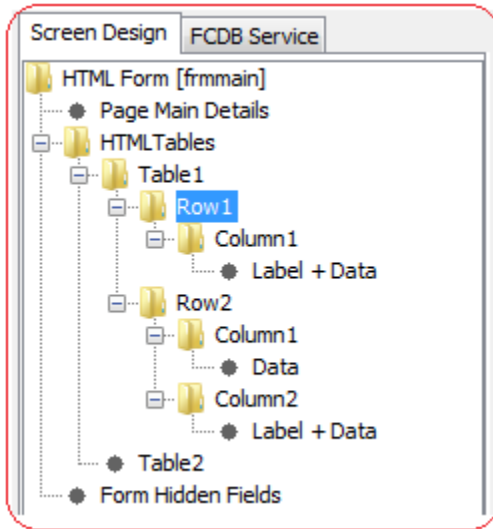 Screen Design FCDB Service
HTML Form [frmmain]
Page Main Details
HTMLTables
Table1
Row1
Column1
Label + Data
Row2
Column1
Data
Column2
Label + Data
Table2
Form Hidden Fields